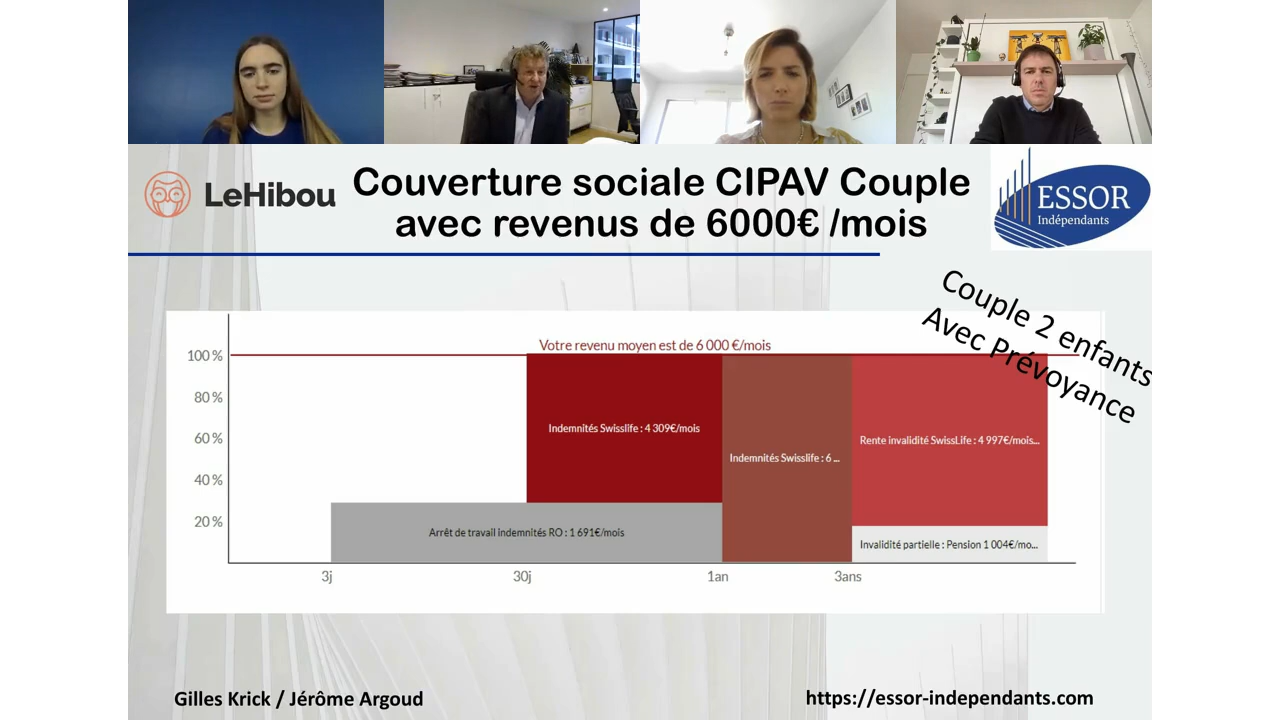 LeHibou
Couverture sociale CIPAV Couple
avec revenus de 6000€ /mois
ESSOR
Indépendants
Couple 2 enfants
Avec Prévoyance
Votre revenu moyen est de 6 000 €/mois
100 %
80 %
60 %
40 %
20 %
Indemnités Swisslife : 4 309€/mois
Indemnités Swisslife : 6 ...
Rente invalidité SwissLife : 4 997€/mois...
Arrêt de travail indemnités RO : 1 691€/mois
Invalidité partielle : Pension 1 004€/mo...
3j
30j
1an
3ans
Gilles Krick / Jérôme Argoud
https://essor-independants.com